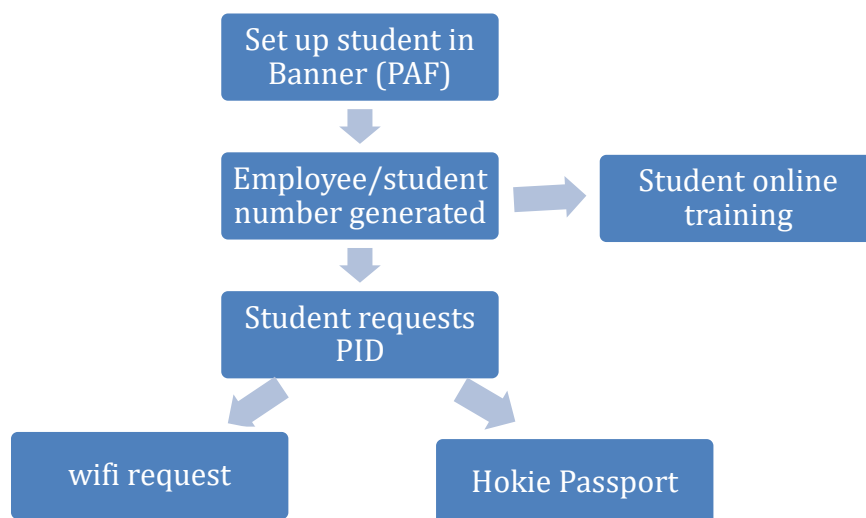 Set up student in
Banner (PAF)
Employee/student
number generated
Student online
training
Student requests
PID
wifi request
Hokie Passport